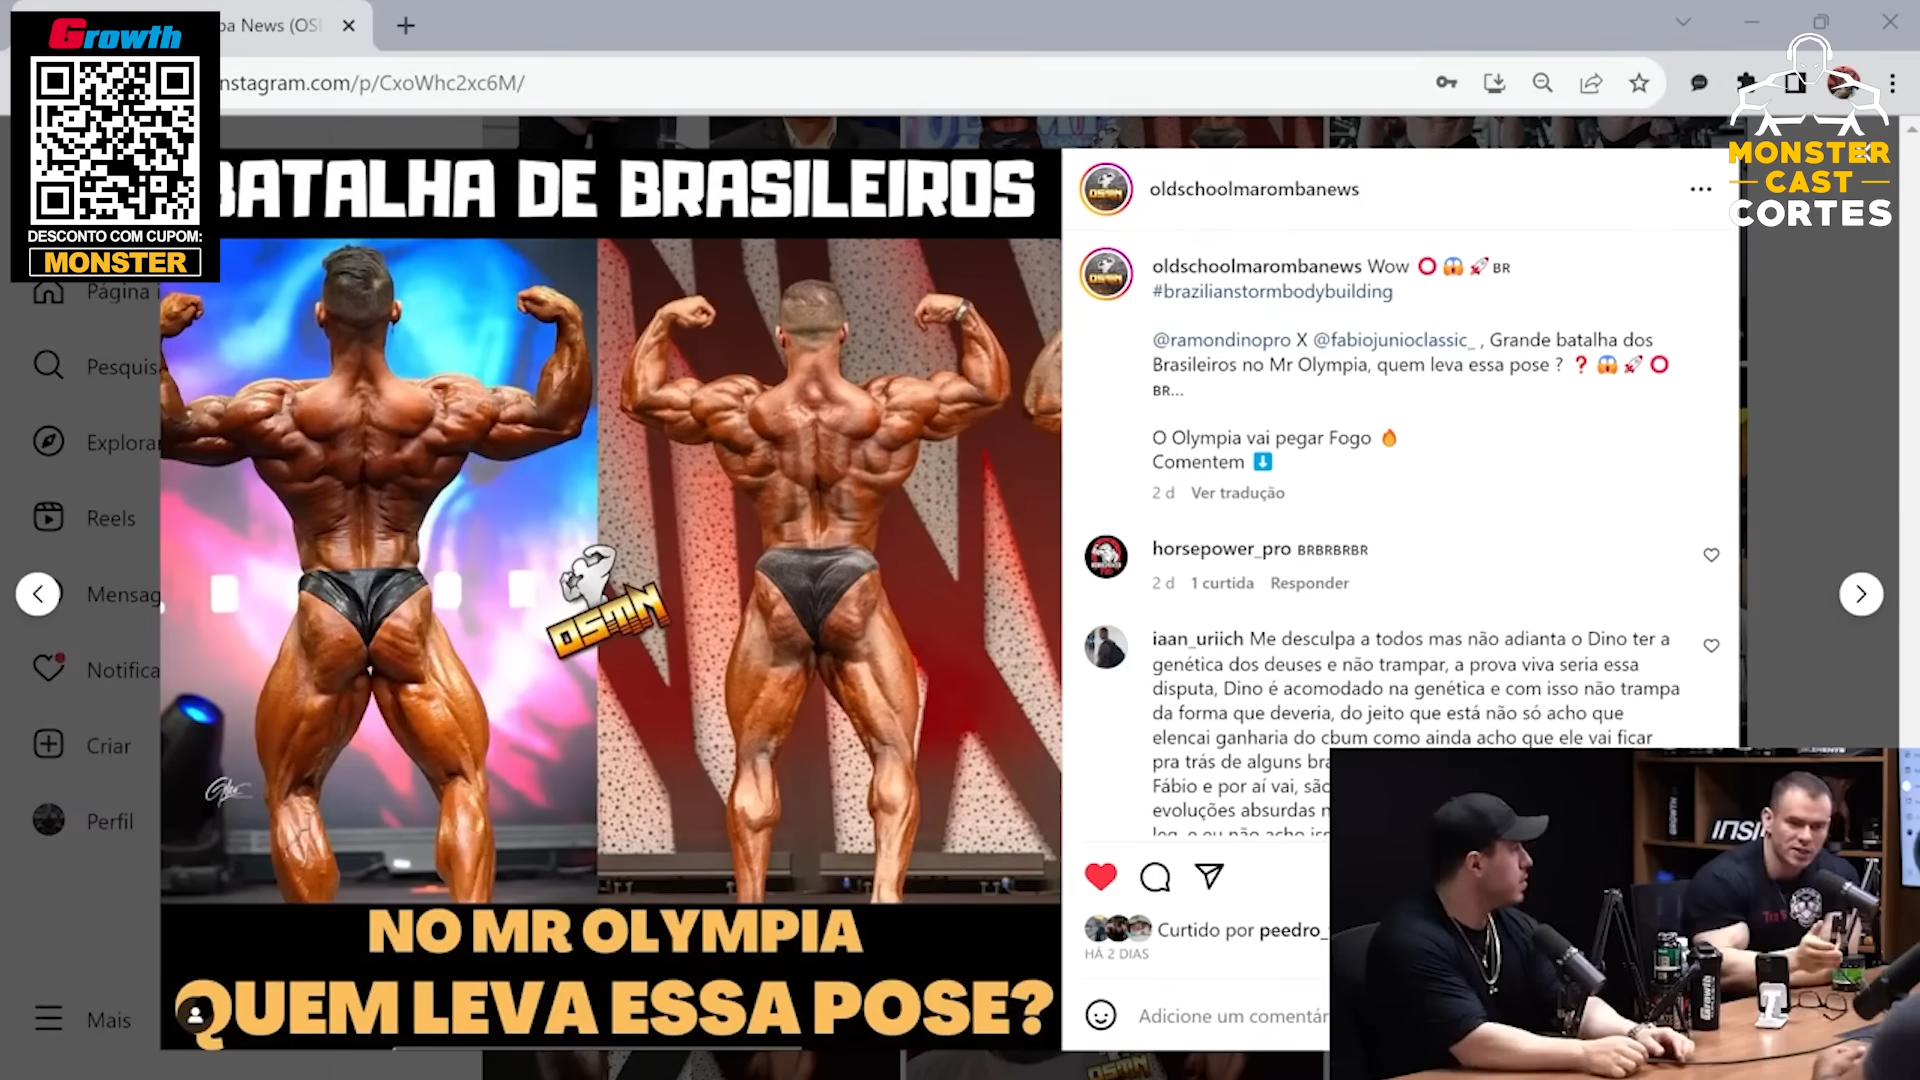 Growth
DESCONTO COM CUPOM:
MONSTER
pa News (OS
nstagram.com/p/CxoWhc2xc6M/
MONSTER
CAST
CORTES
Página i
Pesquis
Explorar
Reels
Mensag
Notifica
Criar
Perfil
Mais
BATALHA DE BRASILEIROS
OSMN
NO MR OLYMPIA
QUEM LEVA ESSA POSE?
oldschoolmarombanews
oldschoolmarombanews Wow ⭕😱🚀 BR
#brazilianstormbodybuilding
@ramondinopro X @fabiojunioclassic_ , Grande batalha dos
Brasileiros no Mr Olympia, quem leva essa pose ? ❓😱🚀⭕
BR...
O Olympia vai pegar Fogo 🔥
Comentem ⬇️
2 d Ver tradução
horsepower_pro BRBRBRBR
2 d 1 curtida Responder
iaan_uriich Me desculpa a todos mas não adianta o Dino ter a
genética dos deuses e não trampar, a prova viva seria essa
disputa, Dino é acomodado na genética e com isso não trampa
da forma que deveria, do jeito que está não só acho que
elencai ganharia do cbum como ainda acho que ele vai ficar
pra trás de alguns bra
Fábio e por aí vai, são
evoluções absurdas n
Curtido por peedro_
HÁ 2 DIAS
Adicione um comentár
INSI
Growth